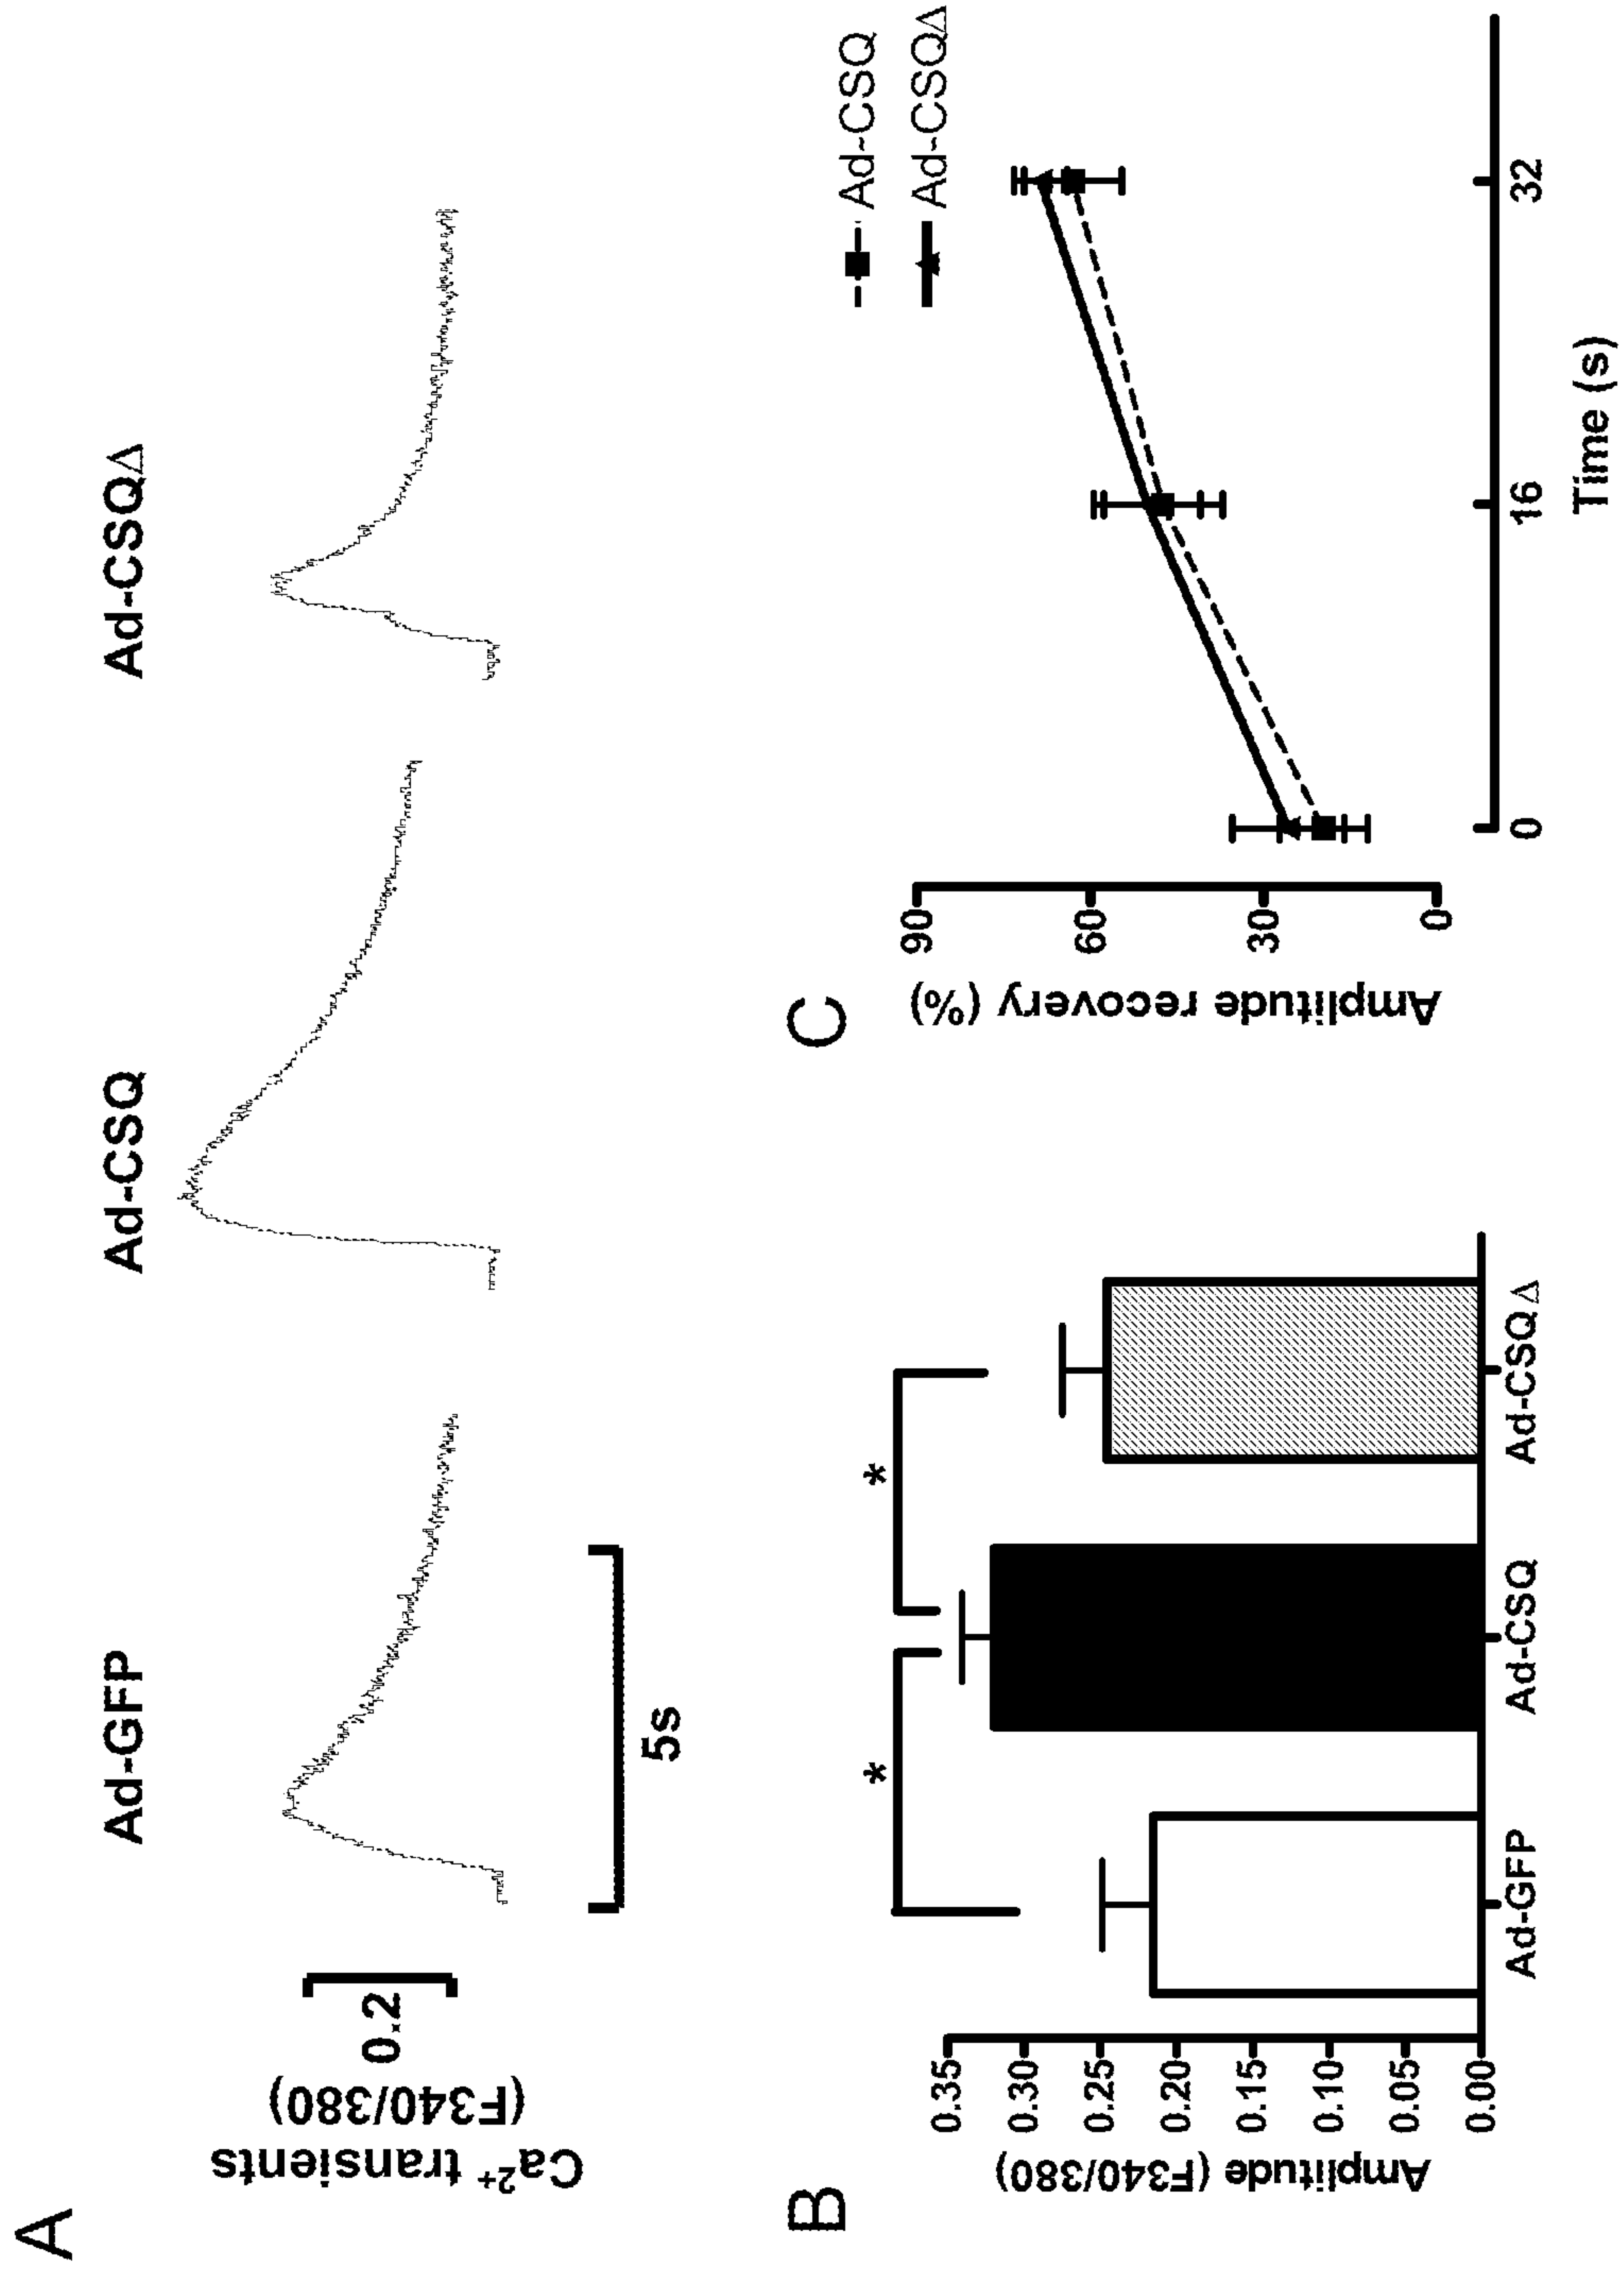 A
Ad-GFP
Ad-CSQ
Ad-CSQΔ
Ca²⁺ transients
(F340/380)
0.2
5s
B
Amplitude (F340/380)
0.35
0.30
0.25
0.20
0.15
0.10
0.05
0.00
*
*
Ad-GFP
Ad-CSQ
Ad-CSQΔ
C
Amplitude recovery (%)
90
60
30
0
Ad-CSQ
Ad-CSQΔ
0
16
32
Time (s)